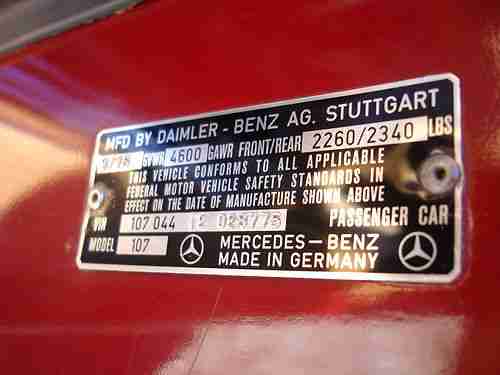 MFD BY DAIMLER - BENZ AG. STUTTGART
GVWR 4600 GAWR FRONT/REAR 2260/2340 LBS
THIS VEHICLE CONFORMS TO ALL APPLICABLE
FEDERAL MOTOR VEHICLE SAFETY STANDARDS IN
EFFECT ON THE DATE OF MANUFACTURE SHOWN ABOVE
VIN 107 044 PASSENGER CAR
MODEL 107 MERCEDES-BENZ
MADE IN GERMANY